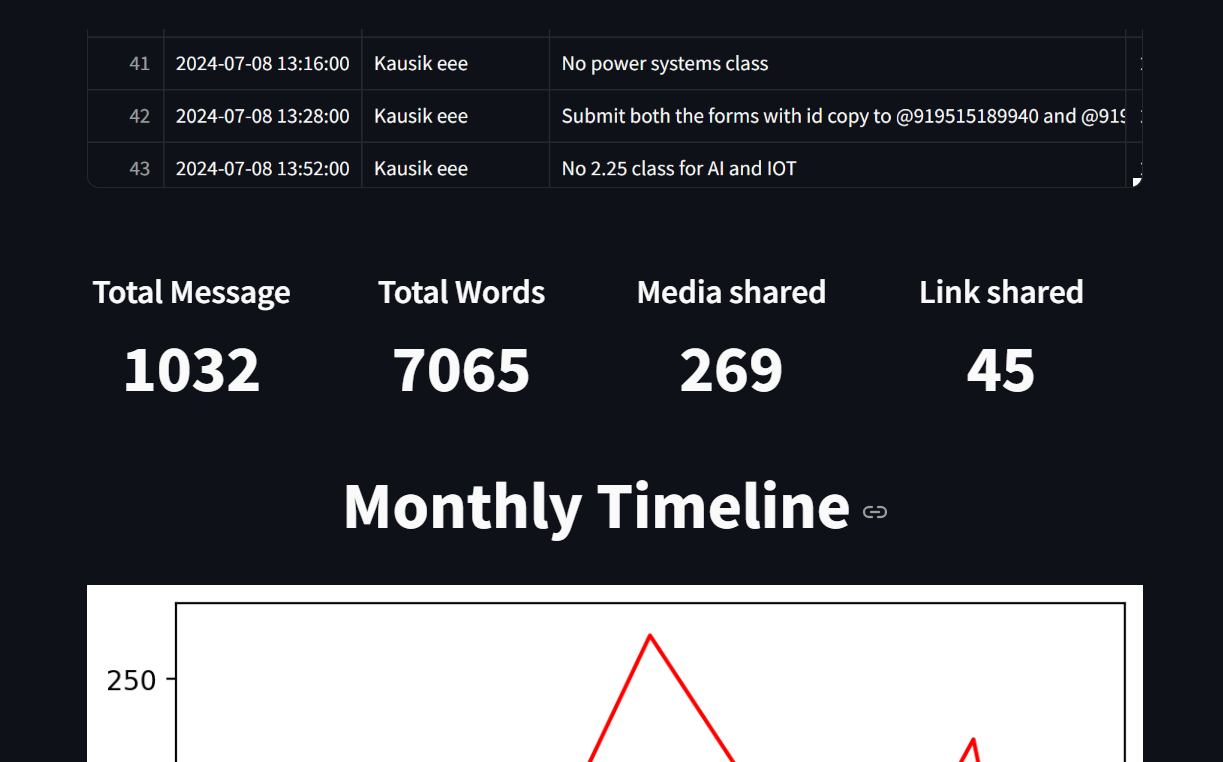 41 2024-07-08 13:16:00 Kausik eee No power systems class
42 2024-07-08 13:28:00 Kausik eee Submit both the forms with id copy to @919515189940 and @919
43 2024-07-08 13:52:00 Kausik eee No 2.25 class for AI and IOT
Total Message Total Words Media shared Link shared
1032 7065 269 45
Monthly Timeline
250